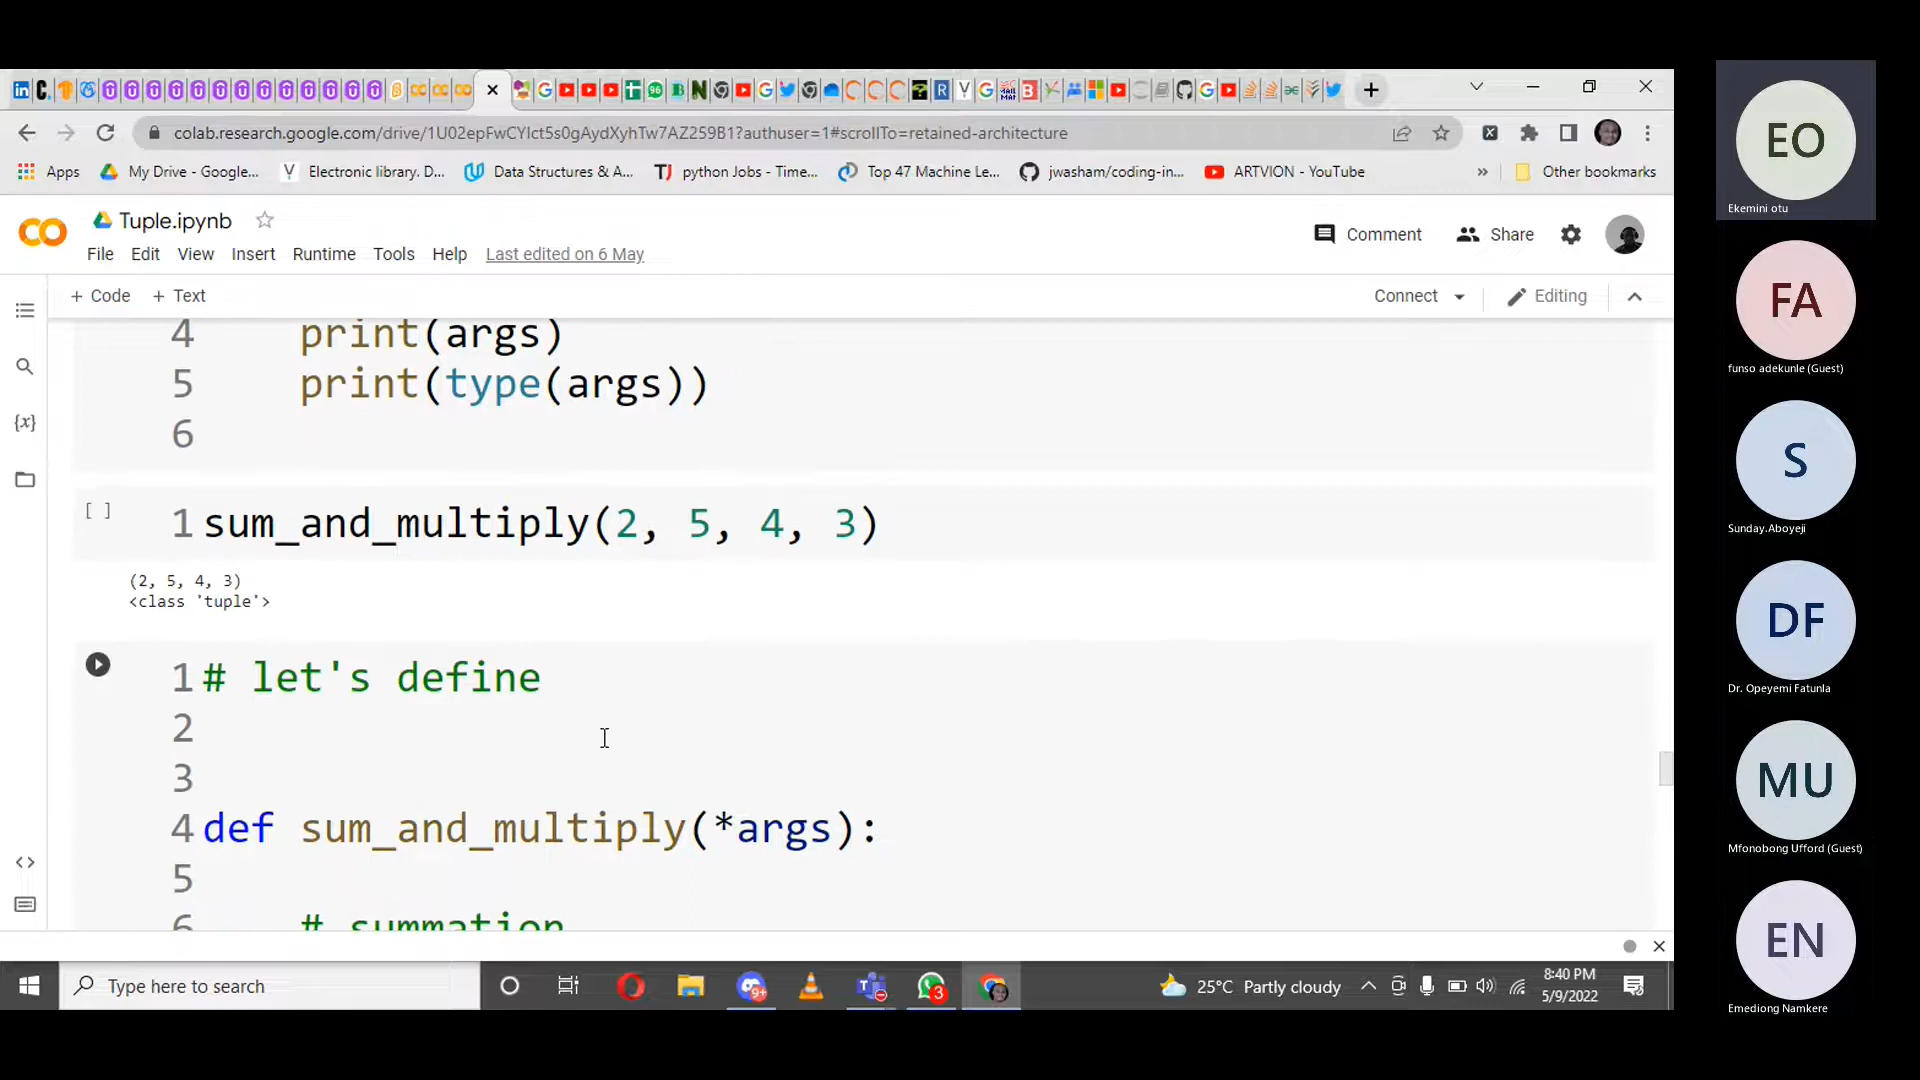 colab.research.google.com/drive/1U02epFwCYIct5s0gAydXyhTw7AZ259B1?authuser=1#scrollTo=retained-architecture
Apps My Drive - Google... Electronic library. D... Data Structures & A... python Jobs - Time... Top 47 Machine Le... jwasham/coding-in... ARTVION - YouTube » Other bookmarks
CO Tuple.ipynb
Comment Share
File Edit View Insert Runtime Tools Help Last edited on 6 May
+ Code + Text
Connect Editing
4 print(args)
5 print(type(args))
6
[ ] 1 sum_and_multiply(2, 5, 4, 3)
(2, 5, 4, 3)
<class 'tuple'>
1 # let's define
2
3
4 def sum_and_multiply(*args):
5
6 # summation
{x}
<>
Type here to search
9+
3
25°C Partly cloudy
8:40 PM
5/9/2022
EO
Ekemini otu
FA
funso adekunle (Guest)
S
Sunday.Aboyeji
DF
Dr. Opeyemi Fatunla
MU
Mfonobong Ufford (Guest)
EN
Emediong Namkere